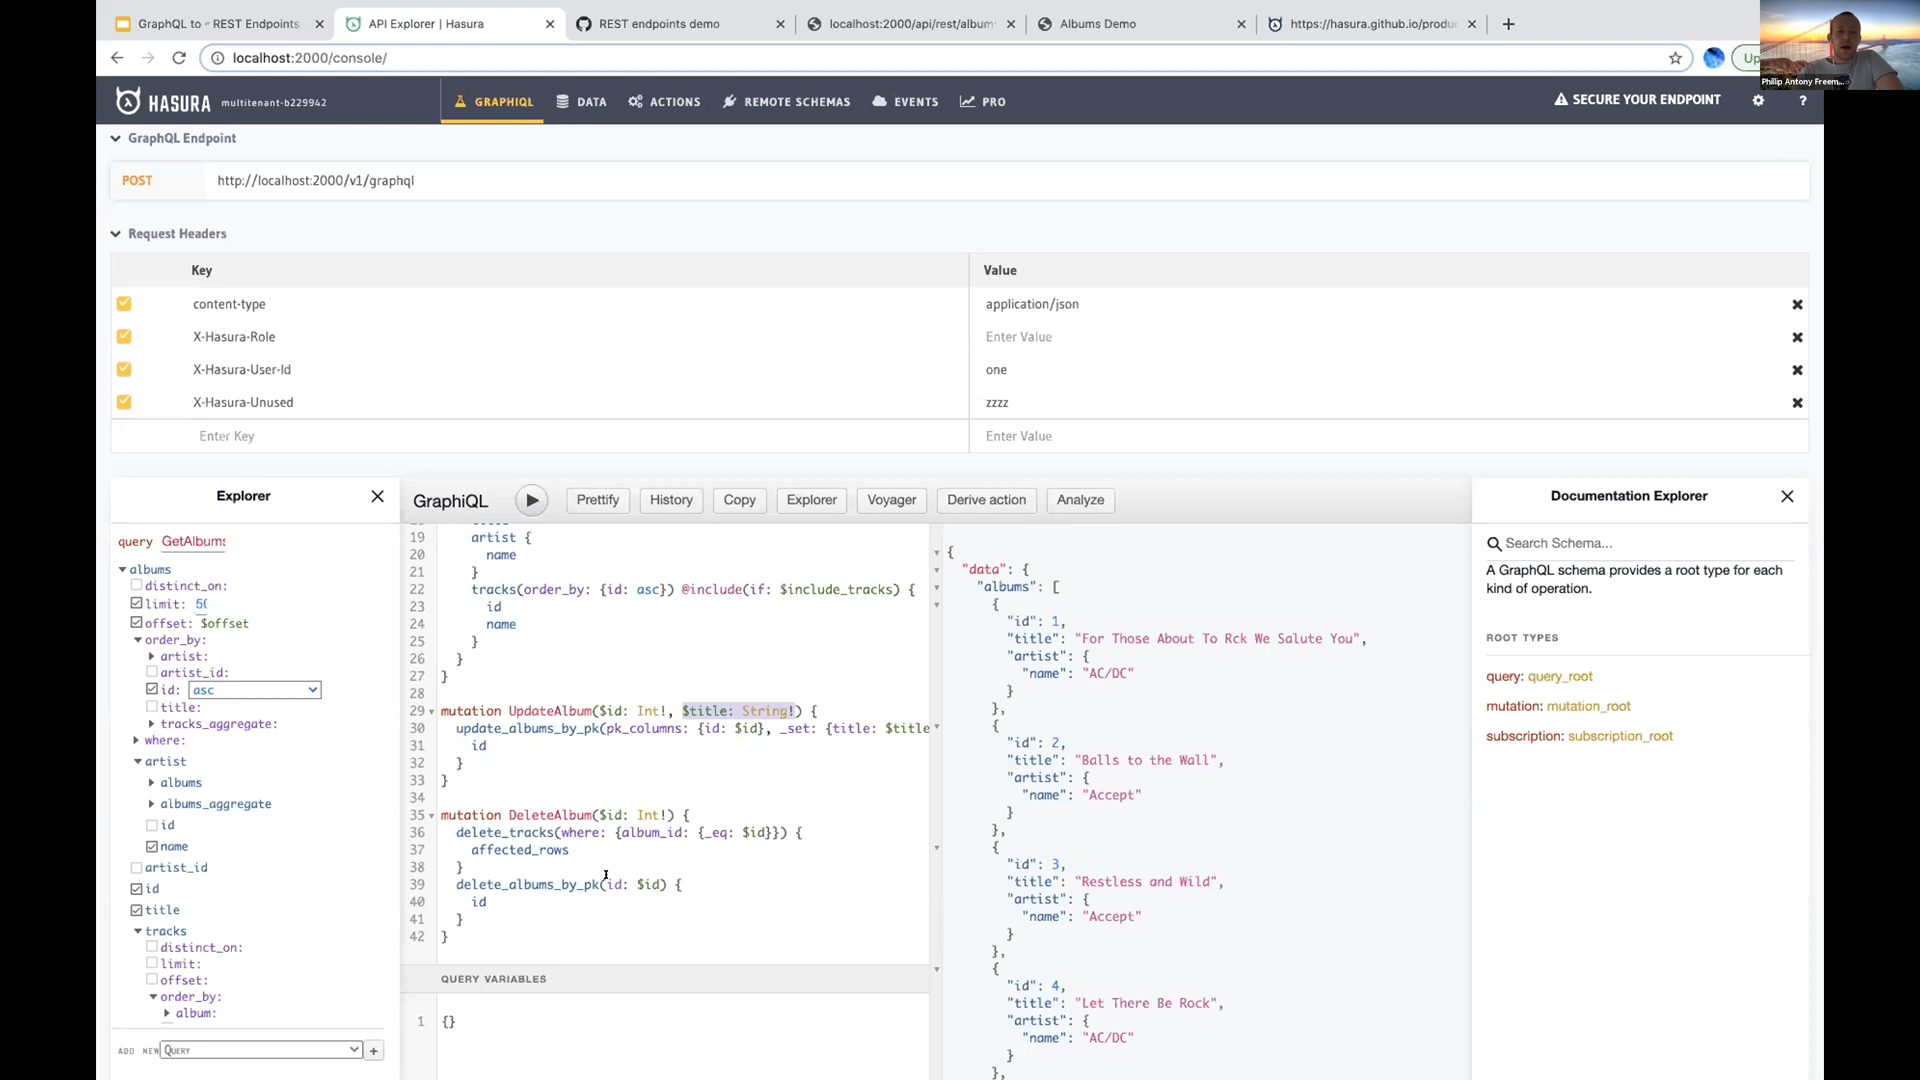 GraphQL to REST Endpoints
API Explorer | Hasura
REST endpoints demo
localhost:2000/api/rest/album
Albums Demo
https://hasura.github.io/produ
localhost:2000/console/
Up
Philip Antony Freem...
HASURA
multitenant-b229942
GRAPHIQL
DATA
ACTIONS
REMOTE SCHEMAS
EVENTS
PRO
SECURE YOUR ENDPOINT
?
GraphQL Endpoint
POST
http://localhost:2000/v1/graphql
Request Headers
Key
Value
content-type
application/json
X-Hasura-Role
Enter Value
X-Hasura-User-Id
one
X-Hasura-Unused
zzzz
Enter Key
Enter Value
Explorer
query GetAlbums
albums
distinct_on:
limit: 50
offset: $offset
order_by:
artist:
artist_id:
id: asc
title:
tracks_aggregate:
where:
artist
albums
albums_aggregate
id
name
artist_id
id
title
tracks
distinct_on:
limit:
offset:
order_by:
album:
ADD NEW Query
+
GraphiQL
Prettify
History
Copy
Explorer
Voyager
Derive action
Analyze
19 artist {
20 name
21 }
22 tracks(order_by: {id: asc}) @include(if: $include_tracks) {
23 id
24 name
25 }
26 }
27 }
28
29 mutation UpdateAlbum($id: Int!, $title: String!) {
30 update_albums_by_pk(pk_columns: {id: $id}, _set: {title: $title
31 id
32 }
33 }
34
35 mutation DeleteAlbum($id: Int!) {
36 delete_tracks(where: {album_id: {_eq: $id}}) {
37 affected_rows
38 }
39 delete_albums_by_pk(id: $id) {
40 id
41 }
42 }
QUERY VARIABLES
1 {}
{
"data": {
"albums": [
{
"id": 1,
"title": "For Those About To Rck We Salute You",
"artist": {
"name": "AC/DC"
}
},
{
"id": 2,
"title": "Balls to the Wall",
"artist": {
"name": "Accept"
}
},
{
"id": 3,
"title": "Restless and Wild",
"artist": {
"name": "Accept"
}
},
{
"id": 4,
"title": "Let There Be Rock",
"artist": {
"name": "AC/DC"
}
},
Documentation Explorer
Search Schema...
A GraphQL schema provides a root type for each
kind of operation.
ROOT TYPES
query: query_root
mutation: mutation_root
subscription: subscription_root